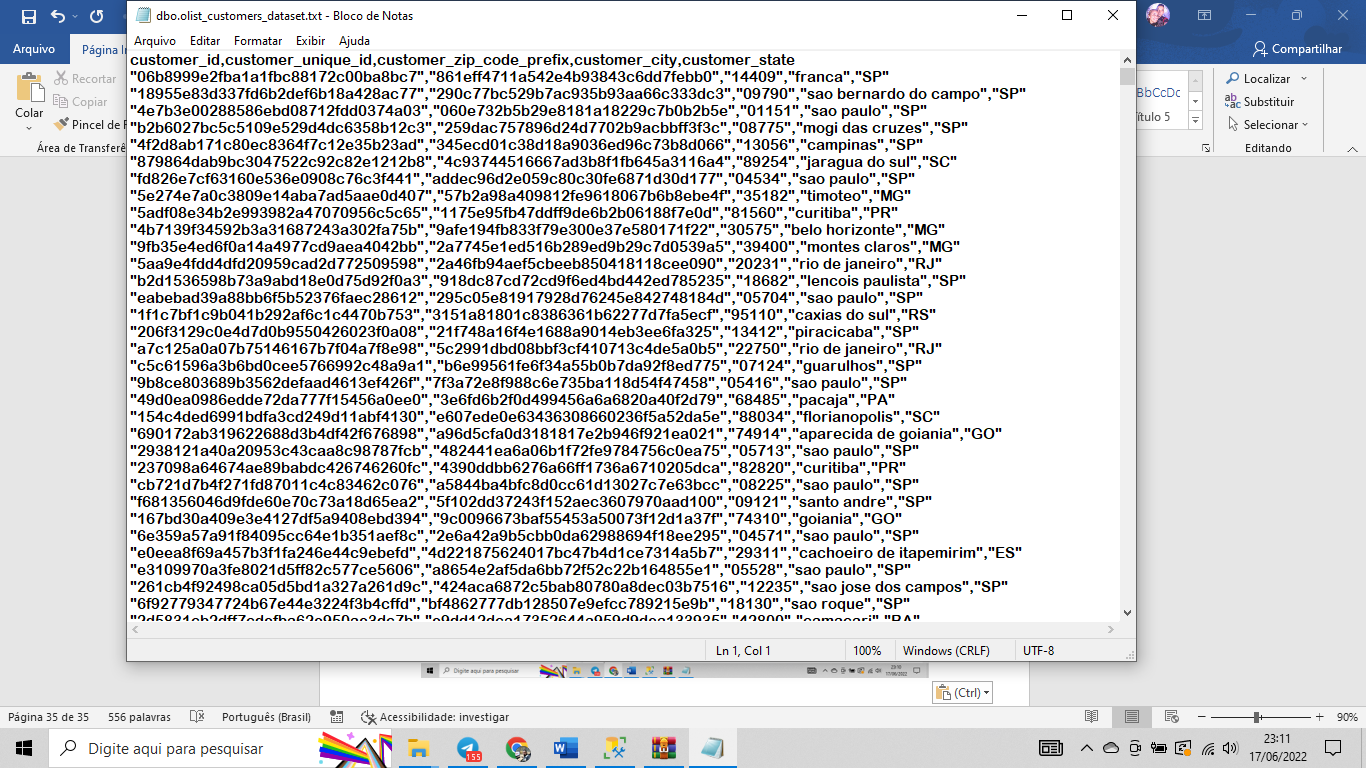 dbo.olist_customers_dataset.txt - Bloco de Notas
Arquivo Editar Formatar Exibir Ajuda
Arquivo
Página In
Compartilhar
Recortar
Copiar
Pincel de F
Colar
Área de Transferê
BbCcDc
ítulo 5
Localizar
Substituir
Selecionar
Editando
customer_id,customer_unique_id,customer_zip_code_prefix,customer_city,customer_state
"06b8999e2fba1a1fbc88172c00ba8bc7","861eff4711a542e4b93843c6dd7febb0","14409","franca","SP"
"18955e83d337fd6b2def6b18a428ac77","290c77bc529b7ac935b93aa66c333dc3","09790","sao bernardo do campo","SP"
"4e7b3e00288586ebd08712fdd0374a03","060e732b5b29e8181a18229c7b0b2b5e","01151","sao paulo","SP"
"b2b6027bc5c5109e529d4dc6358b12c3","259dac757896d24d7702b9acbbff3f3c","08775","mogi das cruzes","SP"
"4f2d8ab171c80ec8364f7c12e35b23ad","345ecd01c38d18a9036ed96c73b8d066","13056","campinas","SP"
"879864dab9bc3047522c92c82e1212b8","4c93744516667ad3b8f1fb645a3116a4","89254","jaragua do sul","SC"
"fd826e7cf63160e536e0908c76c3f441","addec96d2e059c80c30fe6871d30d177","04534","sao paulo","SP"
"5e274e7a0c3809e14aba7ad5aae0d407","57b2a98a409812fe9618067b6b8ebe4f","35182","timoteo","MG"
"5adf08e34b2e993982a47070956c5c65","1175e95fb47ddff9de6b2b06188f7e0d","81560","curitiba","PR"
"4b7139f34592b3a31687243a302fa75b","9afe194fb833f79e300e37e580171f22","30575","belo horizonte","MG"
"9fb35e4ed6f0a14a4977cd9aea4042bb","2a7745e1ed516b289ed9b29c7d0539a5","39400","montes claros","MG"
"5aa9e4fdd4dfd20959cad2d772509598","2a46fb94aef5cbeeb850418118cee090","20231","rio de janeiro","RJ"
"b2d1536598b73a9abd18e0d75d92f0a3","918dc87cd72cd9f6ed4bd442ed785235","18682","lencois paulista","SP"
"eabebad39a88bb6f5b52376faec28612","295c05e81917928d76245e842748184d","05704","sao paulo","SP"
"1f1c7bf1c9b041b292af6c1c4470b753","3151a81801c8386361b62277d7fa5ecf","95110","caxias do sul","RS"
"206f3129c0e4d7d0b9550426023f0a08","21f748a16f4e1688a9014eb3ee6fa325","13412","piracicaba","SP"
"a7c125a0a07b75146167b7f04a7f8e98","5c2991dbd08bbf3cf410713c4de5a0b5","22750","rio de janeiro","RJ"
"c5c61596a3b6bd0cee5766992c48a9a1","b6e99561fe6f34a55b0b7da92f8ed775","07124","guarulhos","SP"
"9b8ce803689b3562defaad4613ef426f","7f3a72e8f988c6e735ba118d54f47458","05416","sao paulo","SP"
"49d0ea0986edde72da777f15456a0ee0","3e6fd6b2f0d499456a6a6820a40f2d79","68485","pacaja","PA"
"154c4ded6991bdfa3cd249d11abf4130","e607ede0e63436308660236f5a52da5e","88034","florianopolis","SC"
"690172ab319622688d3b4df42f676898","a96d5cfa0d3181817e2b946f921ea021","74914","aparecida de goiania","GO"
"2938121a40a20953c43caa8c98787fcb","482441ea6a06b1f72fe9784756c0ea75","05713","sao paulo","SP"
"237098a64674ae89babdc426746260fc","4390ddbb6276a66ff1736a6710205dca","82820","curitiba","PR"
"cb721d7b4f271fd87011c4c83462c076","a5844ba4bfc8d0cc61d13027c7e63bcc","08225","sao paulo","SP"
"f681356046d9fde60e70c73a18d65ea2","5f102dd37243f152aec3607970aad100","09121","santo andre","SP"
"167bd30a409e3e4127df5a9408ebd394","9c0096673baf55453a50073f12d1a37f","74310","goiania","GO"
"6e359a57a91f84095cc64e1b351aef8c","2e6a42a9b5cbb0da62988694f18ee295","04571","sao paulo","SP"
"e0eea8f69a457b3f1fa246e44c9ebefd","4d221875624017bc47b4d1ce7314a5b7","29311","cachoeiro de itapemirim","ES"
"e3109970a3fe8021d5ff82c577ce5606","a8654e2af5da6bb72f52c22b164855e1","05528","sao paulo","SP"
"261cb4f92498ca05d5bd1a327a261d9c","424aca6872c5bab80780a8dec03b7516","12235","sao jose dos campos","SP"
"6f92779347724b67e44e3224f3b4cffd","bf4862777db128507e9efcc789215e9b","18130","sao roque","SP"
Ln 1, Col 1 100% Windows (CRLF) UTF-8
(Ctrl)
Página 35 de 35 556 palavras Português (Brasil) Acessibilidade: investigar 90%
Digite aqui para pesquisar
155
23:11
17/06/2022